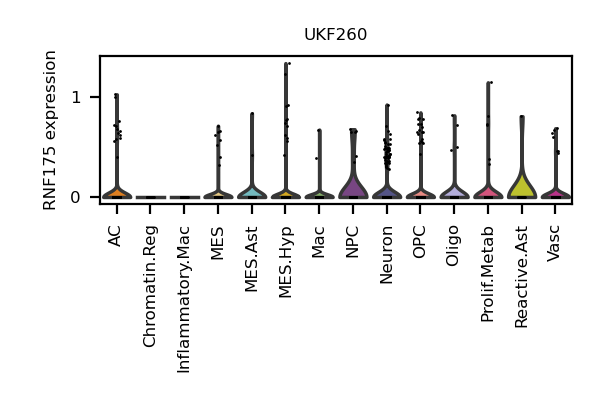 UKF260
RNF175 expression
1
0
AC
Chromatin.Reg
Inflammatory.Mac
MES
MES.Ast
MES.Hyp
Mac
NPC
Neuron
OPC
Oligo
Prolif.Metab
Reactive.Ast
Vasc